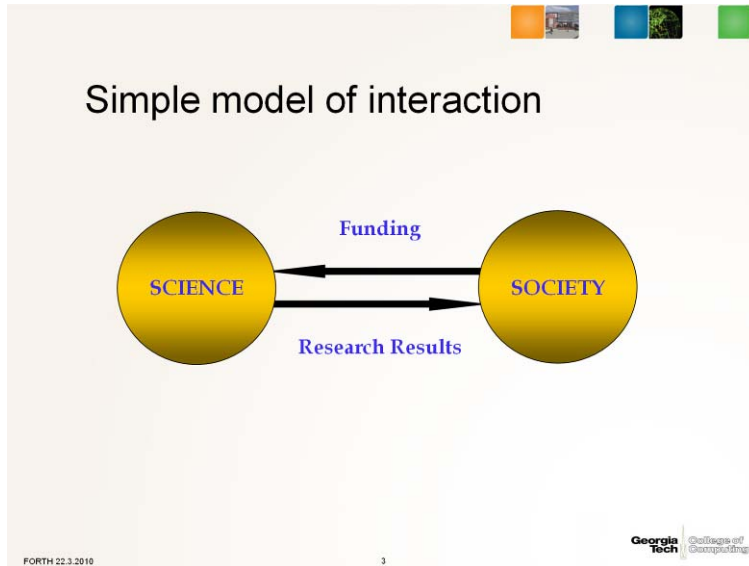 Simple model of interaction
Funding
SCIENCE
SOCIETY
Research Results
FORTH 22.3.2010
3
Georgia Tech
College of Computing